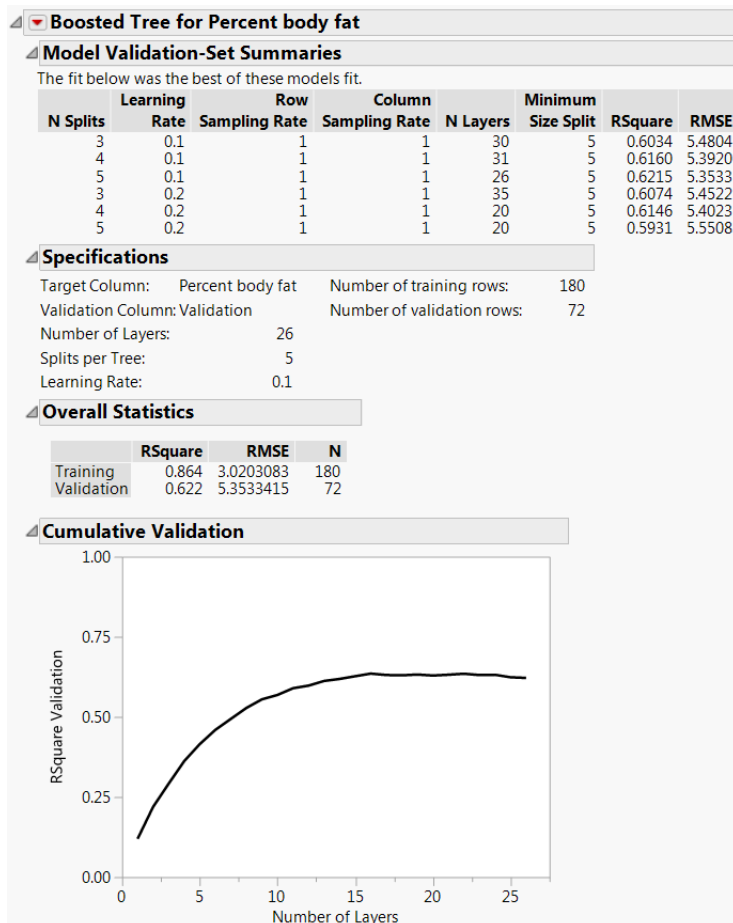 Boosted Tree for Percent body fat
Model Validation-Set Summaries
The fit below was the best of these models fit.
Learning Row Column Minimum
N Splits Rate Sampling Rate Sampling Rate N Layers Size Split RSquare RMSE
3 0.1 1 1 30 5 0.6034 5.4804
4 0.1 1 1 31 5 0.6160 5.3920
5 0.1 1 1 26 5 0.6215 5.3533
3 0.2 1 1 35 5 0.6074 5.4522
4 0.2 1 1 20 5 0.6146 5.4023
5 0.2 1 1 20 5 0.5931 5.5508
Specifications
Target Column: Percent body fat Number of training rows: 180
Validation Column: Validation Number of validation rows: 72
Number of Layers: 26
Splits per Tree: 5
Learning Rate: 0.1
Overall Statistics
RSquare RMSE N
Training 0.864 3.0203083 180
Validation 0.622 5.3533415 72
Cumulative Validation
RSquare Validation
1.00
0.75
0.50
0.25
0.00
0 5 10 15 20 25
Number of Layers